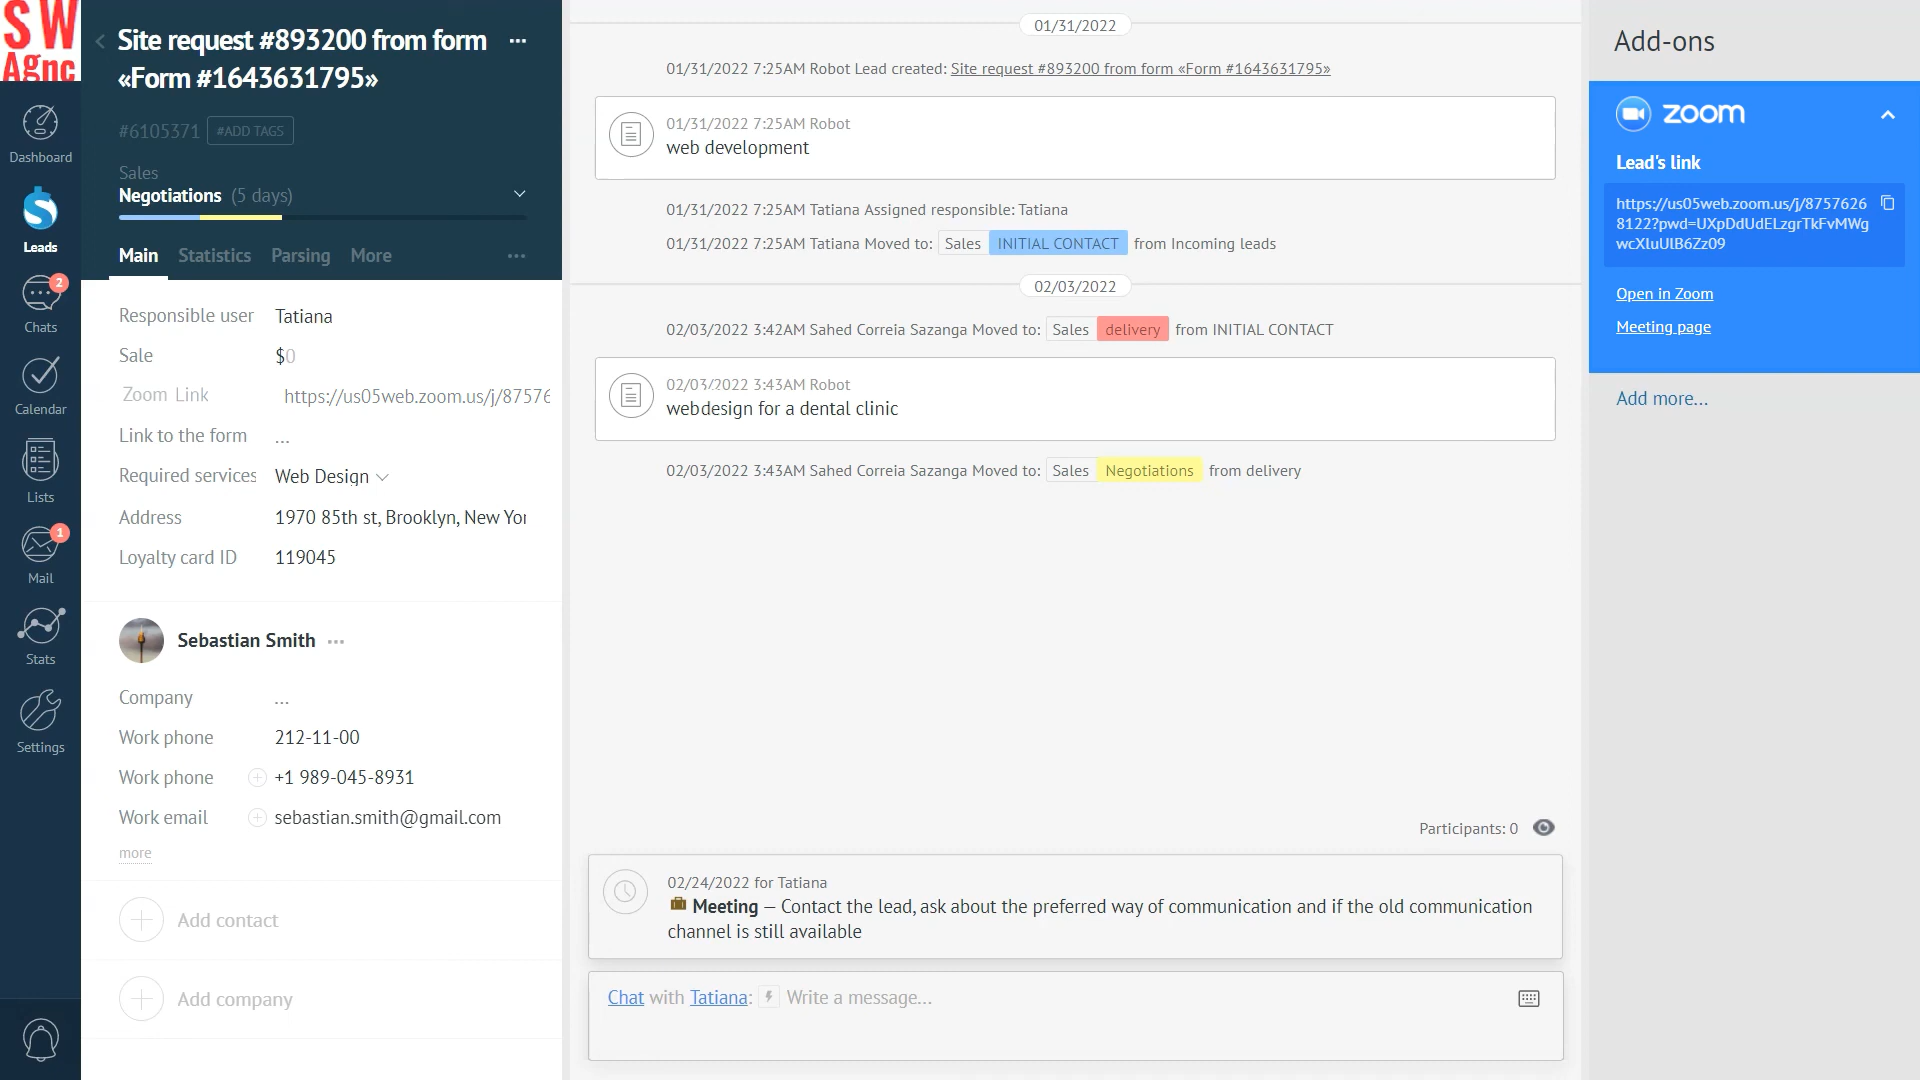 SW
Agnc
Dashboard
Leads
2
Chats
Calendar
Lists
1
Mail
Stats
Settings
Site request #893200 from form
«Form #1643631795»
#6105371 #ADD TAGS
Sales
Negotiations (5 days)
Main Statistics Parsing More
Responsible user Tatiana
Sale $0
Zoom Link https://us05web.zoom.us/j/87576
Link to the form ...
Required services Web Design
Address 1970 85th st, Brooklyn, New Yor
Loyalty card ID 119045
Sebastian Smith
Company ...
Work phone 212-11-00
Work phone +1 989-045-8931
Work email sebastian.smith@gmail.com
more
Add contact
Add company
01/31/2022
01/31/2022 7:25AM Robot Lead created: Site request #893200 from form «Form #1643631795»
01/31/2022 7:25AM Robot
web development
01/31/2022 7:25AM Tatiana Assigned responsible: Tatiana
01/31/2022 7:25AM Tatiana Moved to: Sales INITIAL CONTACT from Incoming leads
02/03/2022
02/03/2022 3:42AM Sahed Correia Sazanga Moved to: Sales delivery from INITIAL CONTACT
02/03/2022 3:43AM Robot
webdesign for a dental clinic
02/03/2022 3:43AM Sahed Correia Sazanga Moved to: Sales Negotiations from delivery
Participants: 0
02/24/2022 for Tatiana
Meeting — Contact the lead, ask about the preferred way of communication and if the old communication
channel is still available
Chat with Tatiana: Write a message...
Add-ons
zoom
Lead's link
https://us05web.zoom.us/j/8757626
8122?pwd=UXpDdUdELzgrTkFvMWg
wcXluUlB6Zz09
Open in Zoom
Meeting page
Add more...